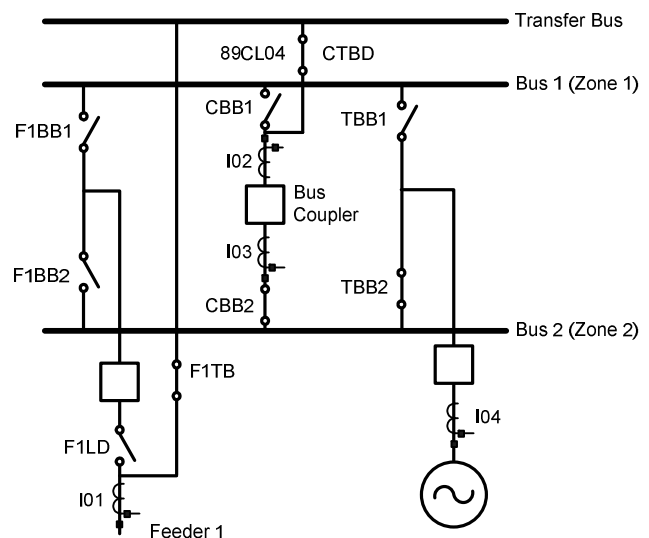 Transfer Bus
89CL04 CTBD
Bus 1 (Zone 1)
F1BB1
CBB1
TBB1
I02
Bus
Coupler
F1BB2
I03
CBB2
TBB2
Bus 2 (Zone 2)
F1TB
F1LD
I04
I01
Feeder 1